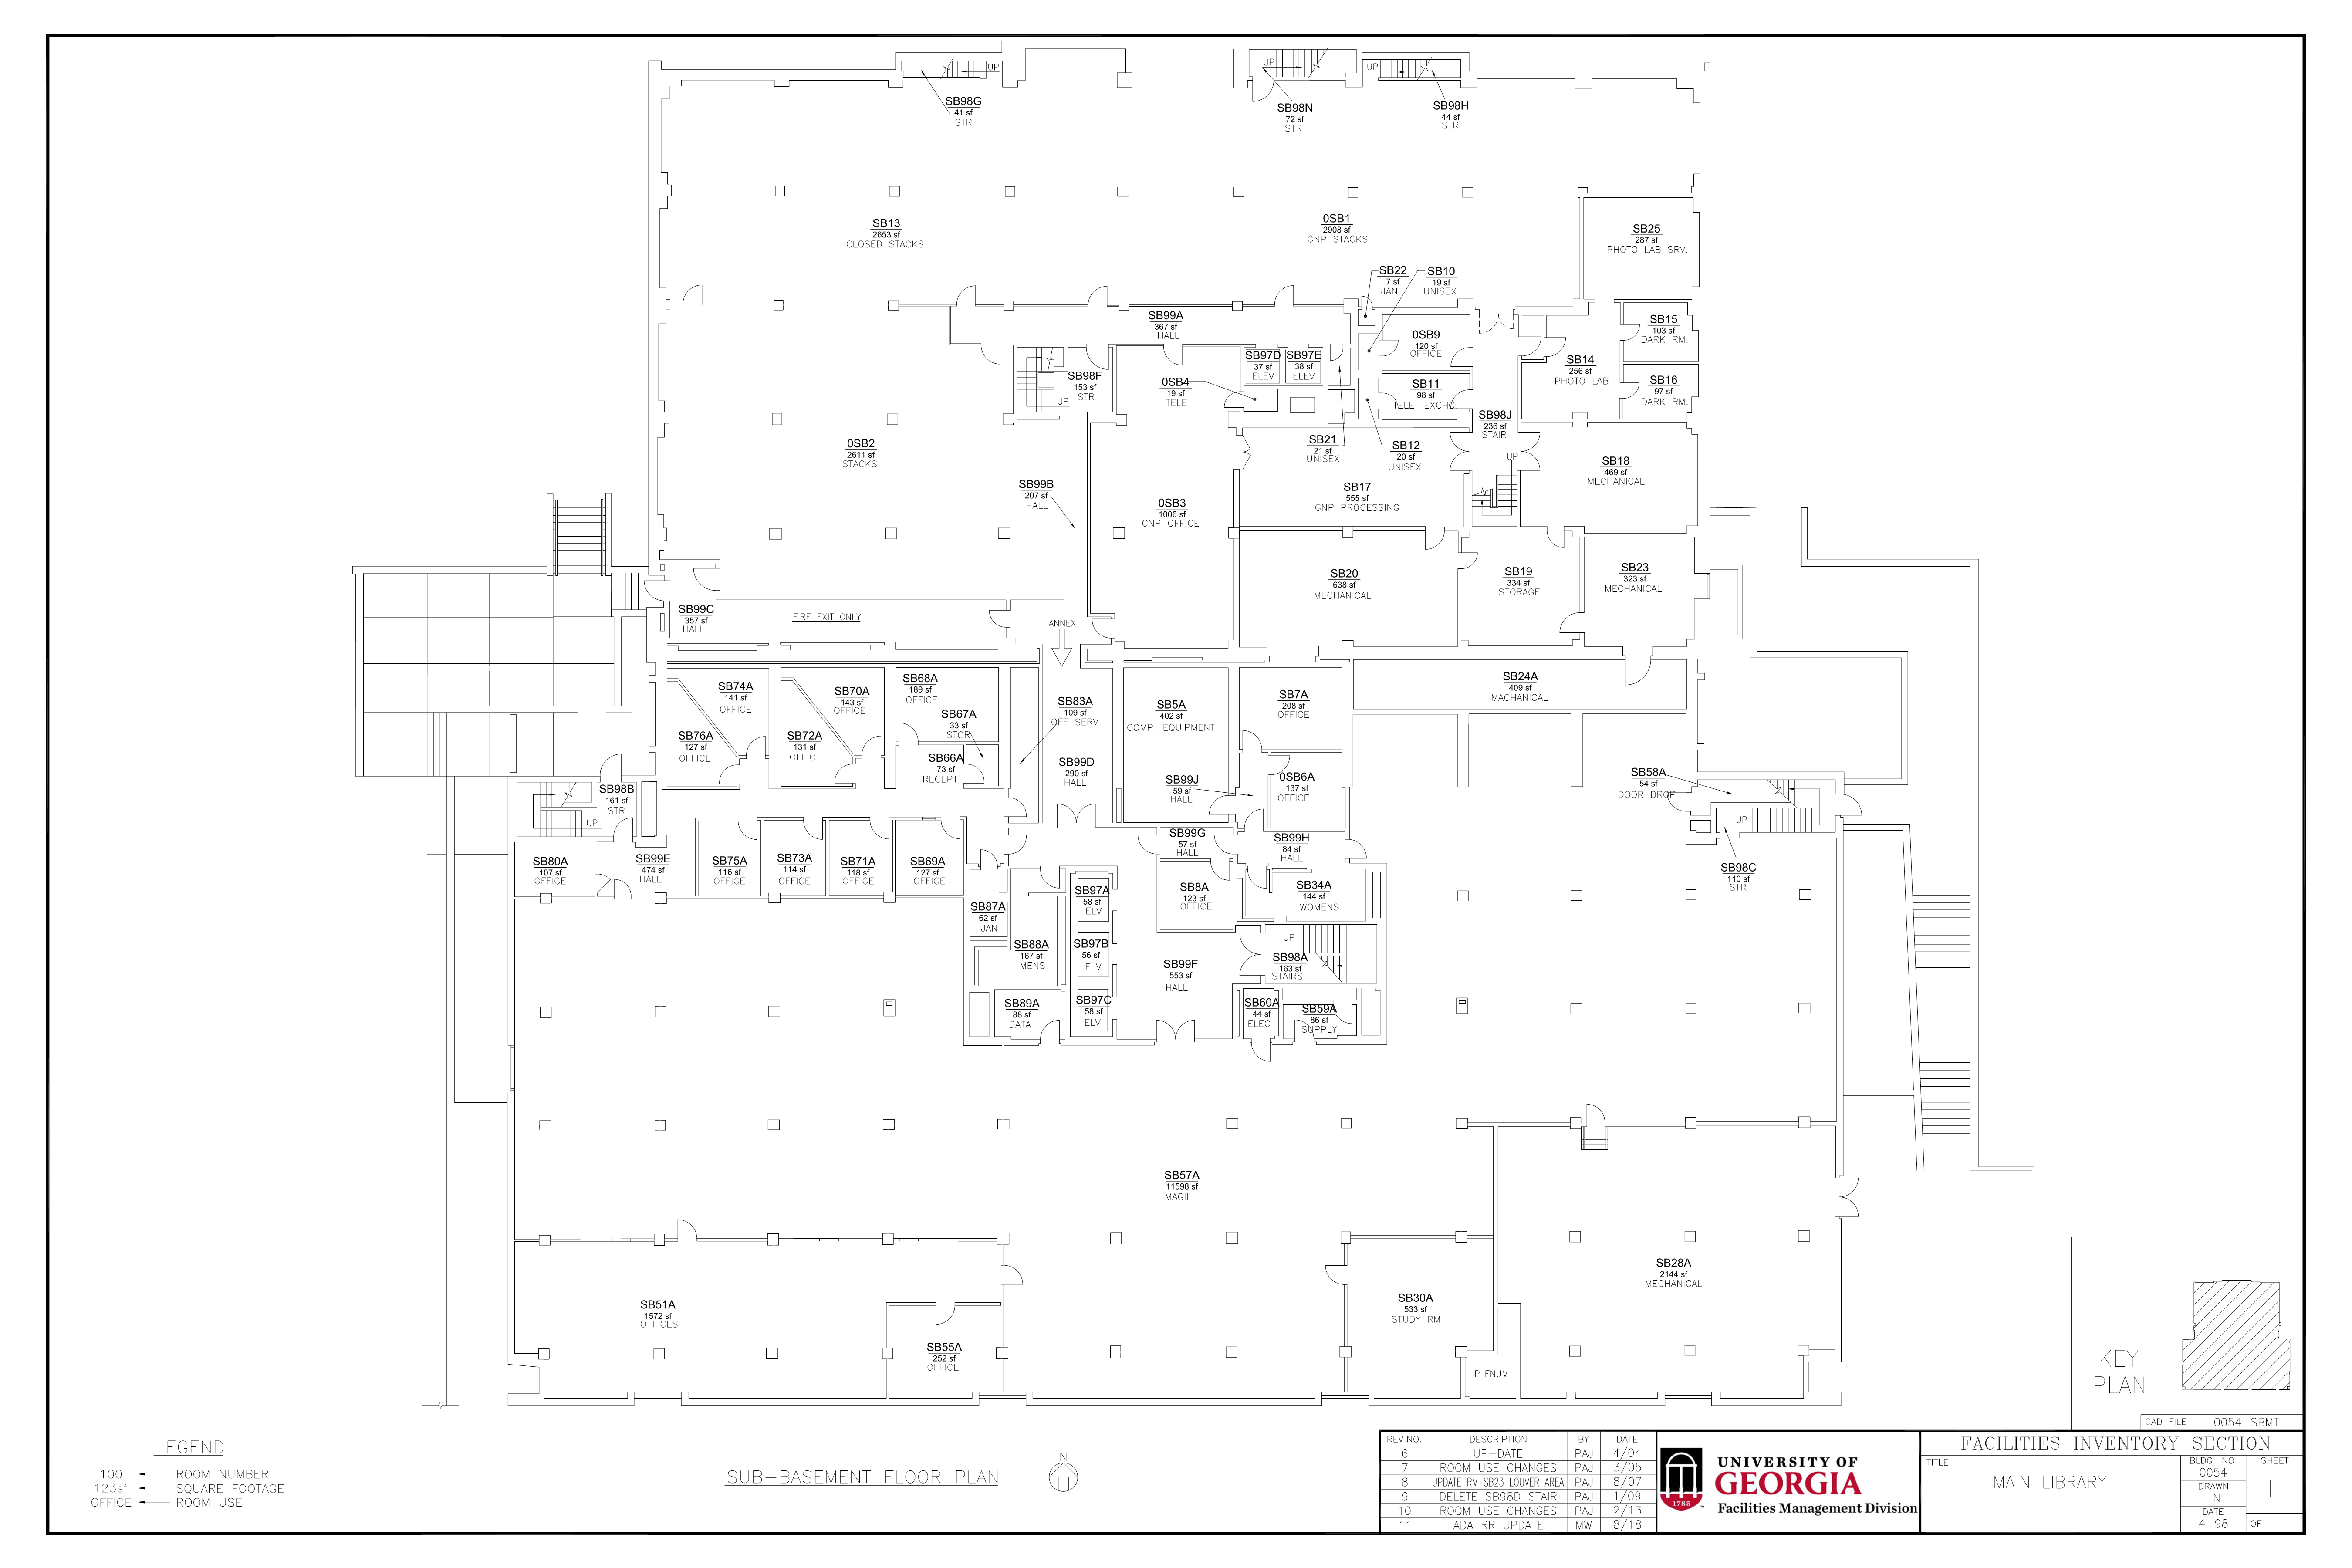 UP
SB98G
41 sf
STR
UP
SB98N
72 sf
STR
UP
SB98H
44 sf
STR
SB13
2653 sf
CLOSED STACKS
0SB1
2908 sf
GNP STACKS
SB25
287 sf
PHOTO LAB SRV.
SB22
7 sf
JAN.
SB10
19 sf
UNISEX
SB99A
367 sf
HALL
0SB9
120 sf
OFFICE
SB15
103 sf
DARK RM.
SB14
256 sf
PHOTO LAB
SB16
97 sf
DARK RM.
SB97D
37 sf
ELEV
SB97E
38 sf
ELEV
SB98F
153 sf
STR
UP
0SB4
19 sf
TELE
SB11
98 sf
TELE. EXCHG.
SB98J
236 sf
STAIR
UP
SB21
21 sf
UNISEX
SB12
20 sf
UNISEX
0SB2
2611 sf
STACKS
SB99B
207 sf
HALL
0SB3
1006 sf
GNP OFFICE
SB17
555 sf
GNP PROCESSING
SB18
469 sf
MECHANICAL
SB20
638 sf
MECHANICAL
SB19
334 sf
STORAGE
SB23
323 sf
MECHANICAL
SB99C
357 sf
HALL
FIRE EXIT ONLY
ANNEX
SB74A
141 sf
OFFICE
SB70A
143 sf
OFFICE
SB68A
189 sf
OFFICE
SB67A
33 sf
STOR
SB83A
109 sf
OFF SERV
SB5A
402 sf
COMP. EQUIPMENT
SB7A
208 sf
OFFICE
SB24A
409 sf
MACHANICAL
SB76A
127 sf
OFFICE
SB72A
131 sf
OFFICE
SB66A
73 sf
RECEPT
SB99D
290 sf
HALL
SB99J
59 sf
HALL
0SB6A
137 sf
OFFICE
SB58A
54 sf
DOOR DROP
SB98B
161 sf
STR
UP
UP
SB99G
57 sf
HALL
SB99H
84 sf
HALL
SB98C
110 sf
STR
SB80A
107 sf
OFFICE
SB99E
474 sf
HALL
SB75A
116 sf
OFFICE
SB73A
114 sf
OFFICE
SB71A
118 sf
OFFICE
SB69A
127 sf
OFFICE
SB97A
58 sf
ELV
SB8A
123 sf
OFFICE
SB34A
144 sf
WOMENS
SB87A
62 sf
JAN
SB88A
167 sf
MENS
SB97B
56 sf
ELV
SB99F
553 sf
HALL
UP
SB98A
163 sf
STAIRS
SB89A
88 sf
DATA
SB97C
58 sf
ELV
SB60A
44 sf
ELEC
SB59A
86 sf
SUPPLY
SB57A
11598 sf
MAGIL
SB28A
2144 sf
MECHANICAL
SB51A
1572 sf
OFFICES
SB55A
252 sf
OFFICE
SB30A
533 sf
STUDY RM
PLENUM
KEY
PLAN
CAD FILE 0054-SBMT
LEGEND
100 ROOM NUMBER
123sf SQUARE FOOTAGE
OFFICE ROOM USE
SUB-BASEMENT FLOOR PLAN
N
REV.NO. DESCRIPTION BY DATE
6 UP-DATE PAJ 4/04
7 ROOM USE CHANGES PAJ 3/05
8 UPDATE RM SB23 LOUVER AREA PAJ 8/07
9 DELETE SB98D STAIR PAJ 1/09
10 ROOM USE CHANGES PAJ 2/13
11 ADA RR UPDATE MW 8/18
1785
UNIVERSITY OF
GEORGIA
Facilities Management Division
FACILITIES INVENTORY SECTION
TITLE
MAIN LIBRARY
BLDG. NO.
0054
DRAWN
TN
DATE
4-98
SHEET
F
OF